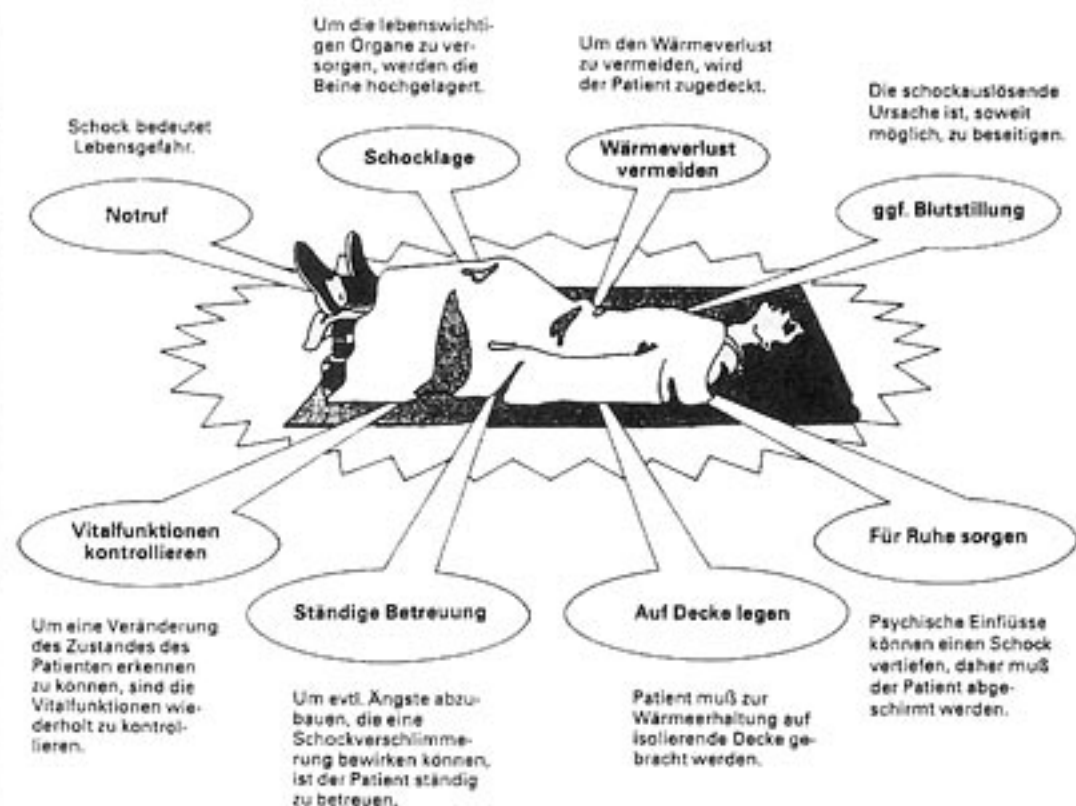 Um die lebenswichti-
gen Organe zu ver-
sorgen, werden die
Beine hochgelagert.
Um den Wärmeverlust
zu vermeiden, wird
der Patient zugedeckt.
Die schockauslösende
Ursache ist, soweit
möglich, zu beseitigen.
Schock bedeutet
Lebensgefahr.
Schocklage
Wärmeverlust
vermeiden
Notruf
ggf. Blutstillung
Vitalfunktionen
kontrollieren
Für Ruhe sorgen
Ständige Betreuung
Auf Decke legen
Um eine Veränderung
des Zustandes des
Patienten erkennen
zu können, sind die
Vitalfunktionen wie-
derholt zu kontrol-
lieren.
Um evtl. Ängste abzu-
bauen, die eine
Schockverschlimme-
rung bewirken können,
ist der Patient ständig
zu betreuen.
Patient muß zur
Wärmeerhaltung auf
isolierende Decke ge-
bracht werden.
Psychische Einflüsse
können einen Schock
vertiefen, daher muß
der Patient abge-
schirmt werden.